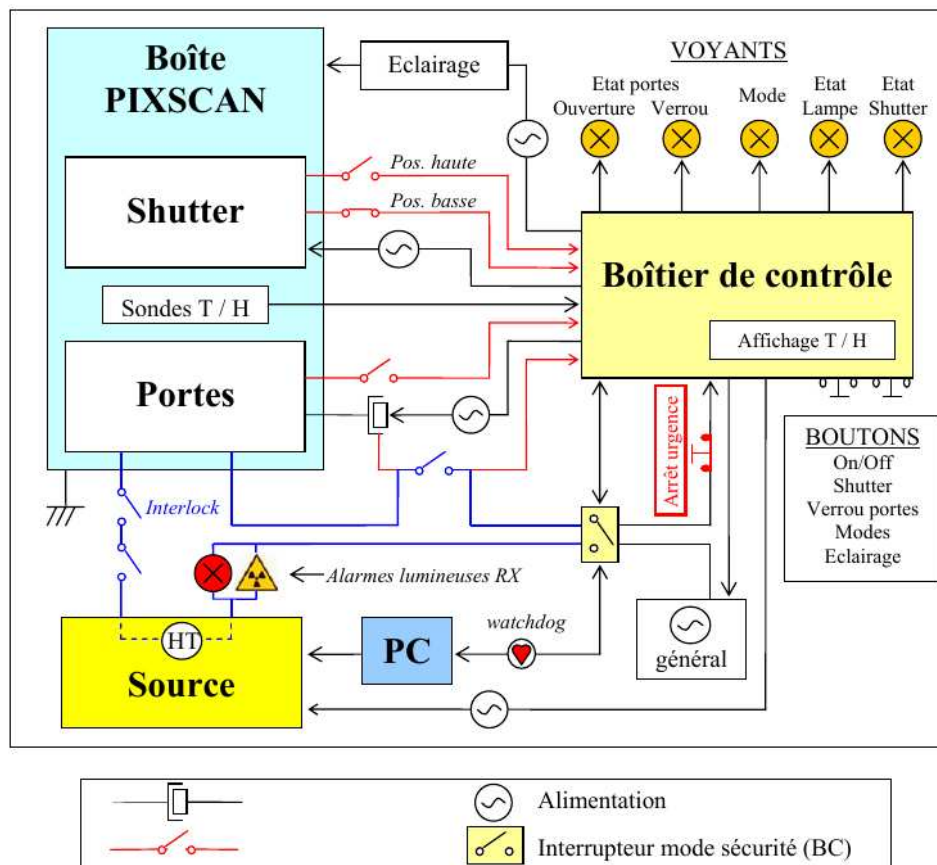 Boîte
PIXSCAN
Eclairage
VOYANTS
Etat portes
Ouverture
Verrou
Mode
Etat
Lampe
Etat
Shutter
Pos. haute
Shutter
Pos. basse
Boîtier de contrôle
Sondes T / H
Affichage T / H
Portes
Arrêt urgence
BOUTONS
On/Off
Shutter
Verrou portes
Modes
Eclairage
Interlock
Alarmes lumineuses RX
watchdog
HT
PC
général
Source
Alimentation
Interrupteur mode sécurité (BC)